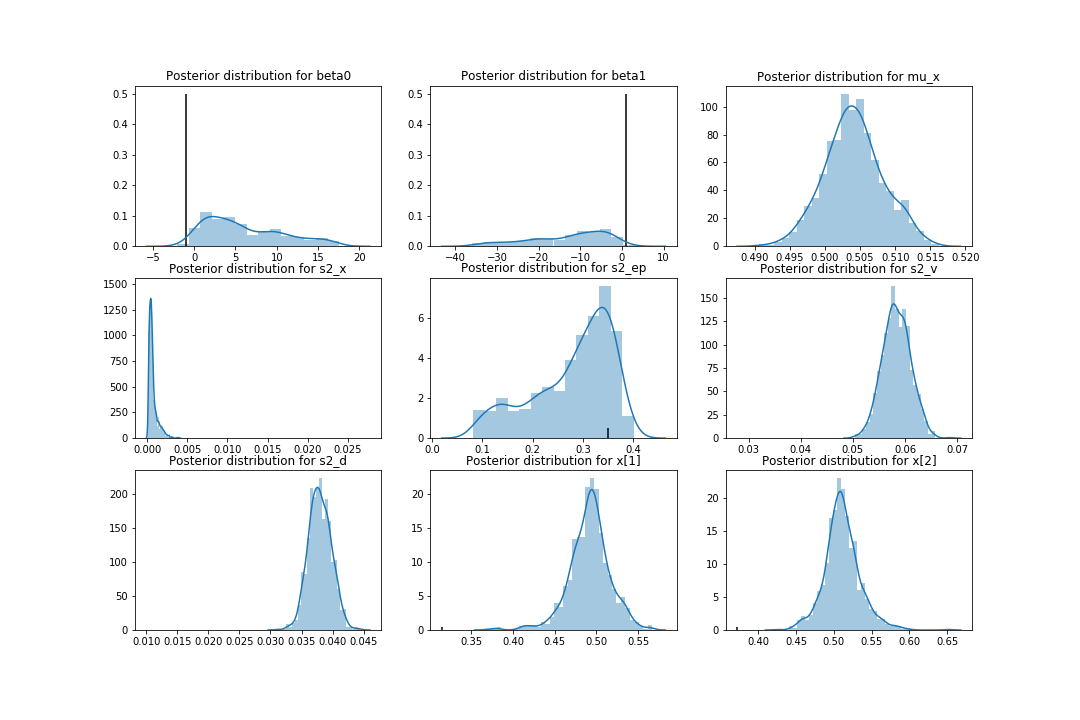 Posterior distribution for beta0 Posterior distribution for beta1 Posterior distribution for mu_x
0.5 0.5
0.4 0.4 100
0.3 0.3 80
60
0.2 0.2
40
0.1 0.1 20
0.0 0.0 0
−5 0 5 10 15 20 −40 −30 −20 −10 0 10 0.490 0.495 0.500 0.505 0.510 0.515 0.520
Posterior distribution for s2_x Posterior distribution for s2_ep Posterior distribution for s2_v
1500 150
1250 6 125
1000 100
750 4 75
500 2 50
250 25
0 0 0
0.000 0.005 0.010 0.015 0.020 0.025 0.0 0.1 0.2 0.3 0.4 0.03 0.04 0.05 0.06 0.07
Posterior distribution for s2_d Posterior distribution for x[1] Posterior distribution for x[2]
200 20 20
150 15 15
100 10 10
50 5 5
0 0 0
0.010 0.015 0.020 0.025 0.030 0.035 0.040 0.045 0.35 0.40 0.45 0.50 0.55 0.40 0.45 0.50 0.55 0.60 0.65